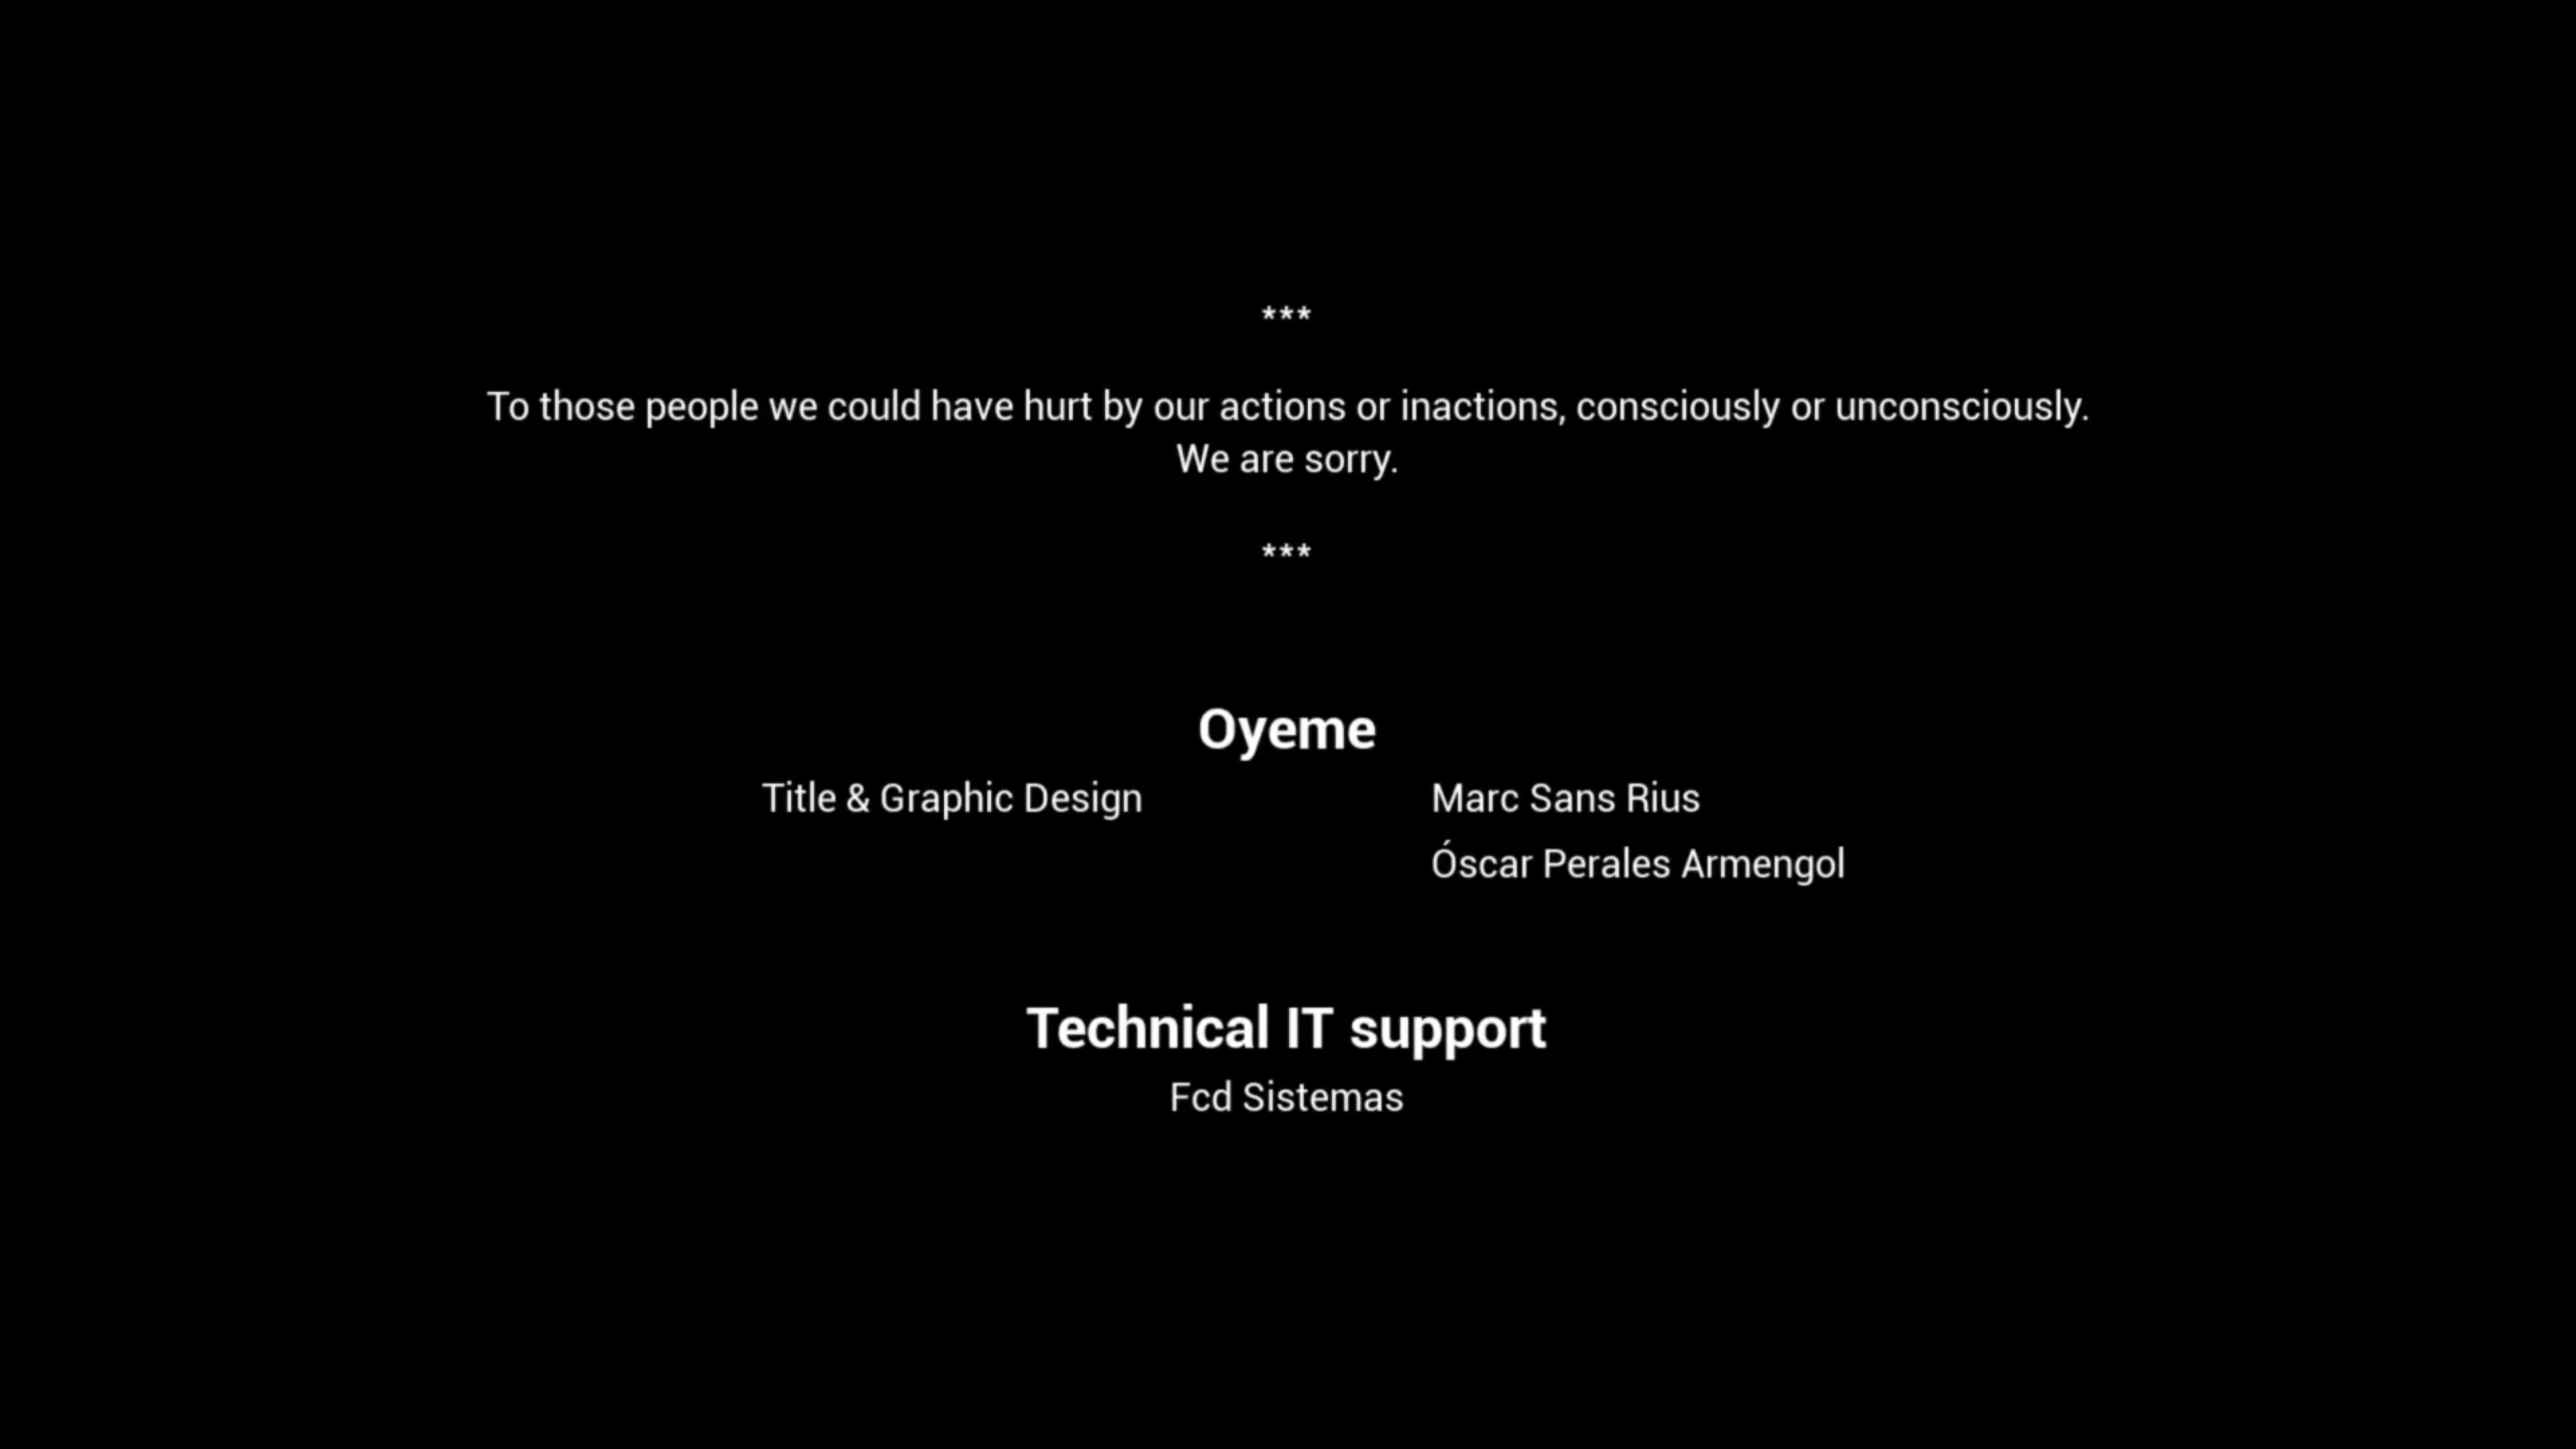 ***
To those people we could have hurt by our actions or inactions, consciously or unconsciously.
We are sorry.
***
Oyeme
Title & Graphic Design
Marc Sans Rius
Óscar Perales Armengol
Technical IT support
Fcd Sistemas